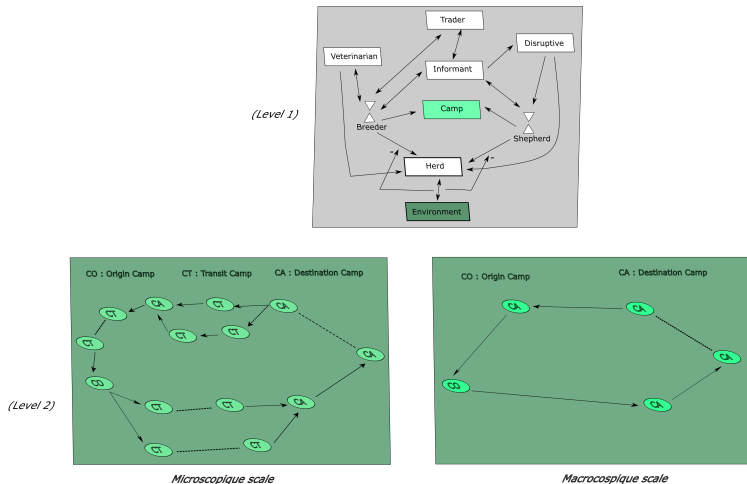 Trader
Disruptive
Veterinarian
Informant
(Level 1)
Camp
Breeder
Shepherd
-
-
Herd
Environment
CO : Origin Camp CT : Transit Camp CA : Destination Camp
CA
CT
CA
CT
CT
CT
CT
CA
CO
CT
CT
CA
CT
CT
(Level 2)
Microscopique scale
CO : Origin Camp CA : Destination Camp
CA
CA
CA
CO
CA
Macrocospique scale